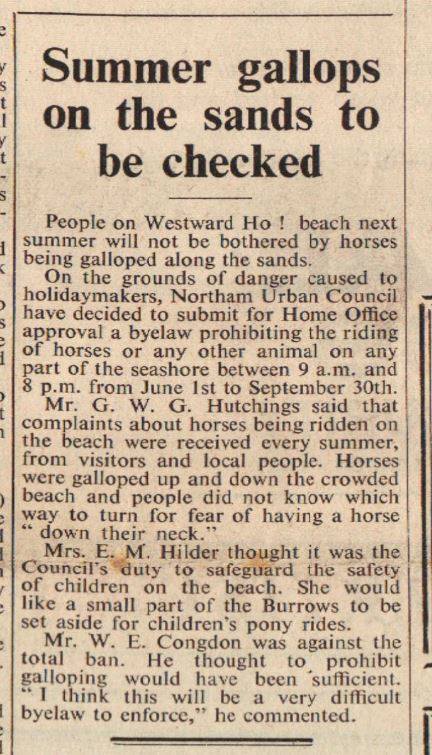 Summer gallops
on the sands to
be checked
People on Westward Ho ! beach next
summer will not be bothered by horses
being galloped along the sands.
On the grounds of danger caused to
holidaymakers, Northam Urban Council
have decided to submit for Home Office
approval a byelaw prohibiting the riding
of horses or any other animal on any
part of the seashore between 9 a.m. and
8 p.m. from June 1st to September 30th.
Mr. G. W. G. Hutchings said that
complaints about horses being ridden on
the beach were received every summer,
from visitors and local people. Horses
were galloped up and down the crowded
beach and people did not know which
way to turn for fear of having a horse
“ down their neck.”
Mrs. E. M. Hilder thought it was the
Council's duty to safeguard the safety
of children on the beach. She would
like a small part of the Burrows to be
set aside for children's pony rides.
Mr. W. E. Congdon was against the
total ban. He thought to prohibit
galloping would have been sufficient.
“ I think this will be a very difficult
byelaw to enforce,” he commented.